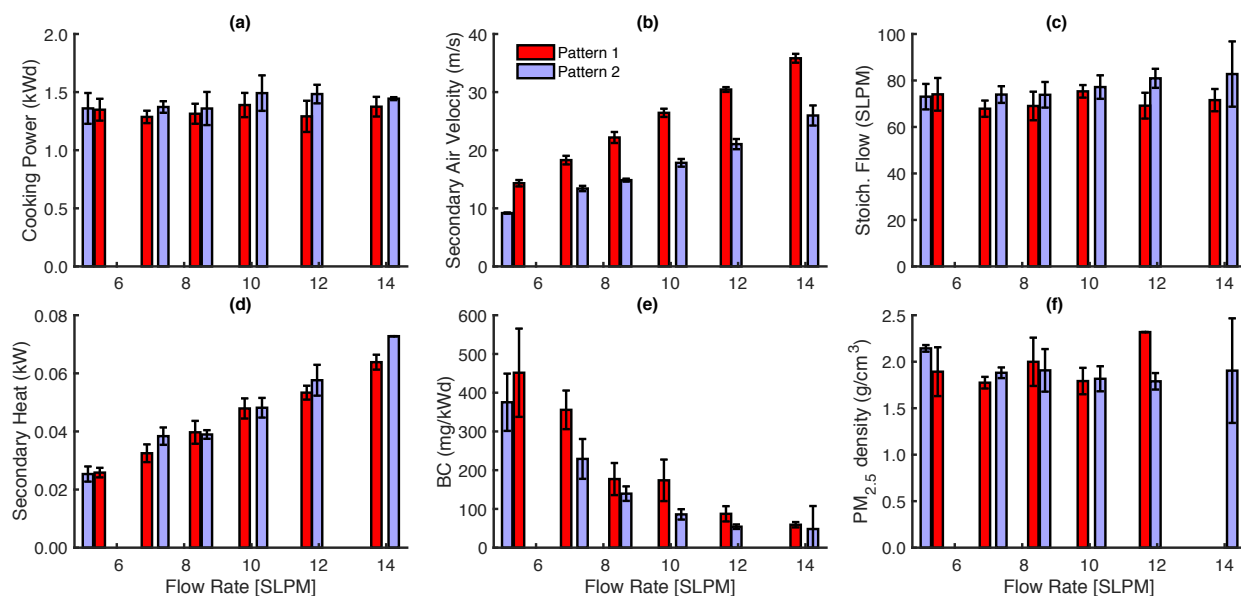 (a)
Cooking Power (kWd)
2.0
1.5
1.0
0.5
0.0
6 8 10 12 14
(b)
Secondary Air Velocity (m/s)
40
30
20
10
0
Pattern 1
Pattern 2
6 8 10 12 14
(c)
Stoich. Flow (SLPM)
100
80
60
40
20
0
6 8 10 12 14
(d)
Secondary Heat (kW)
0.08
0.06
0.04
0.02
0.00
6 8 10 12 14
Flow Rate [SLPM]
(e)
BC (mg/kWd)
600
500
400
300
200
100
0
6 8 10 12 14
Flow Rate [SLPM]
(f)
PM2.5 density (g/cm³)
2.5
2.0
1.5
1.0
0.5
0.0
6 8 10 12 14
Flow Rate [SLPM]